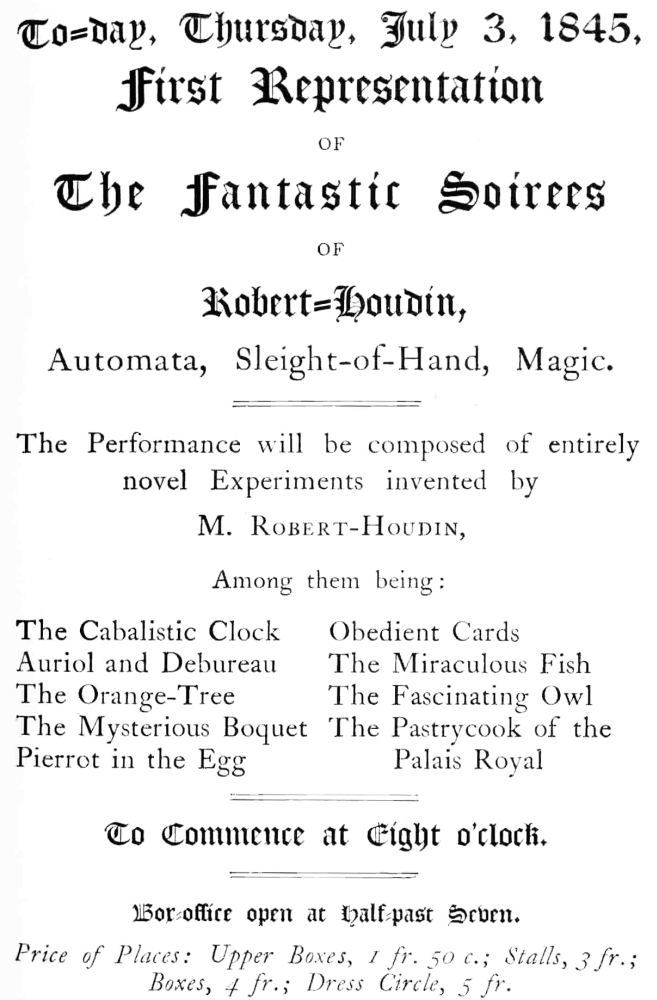 To=day, Thursday, July 3, 1845,
First Representation
OF
The Fantastic Soirees
OF
Robert=Houdin,
Automata, Sleight-of-Hand, Magic.
The Performance will be composed of entirely
novel Experiments invented by
M. ROBERT-HOUDIN,
Among them being:
The Cabalistic Clock
Auriol and Debureau
The Orange-Tree
The Mysterious Boquet
Pierrot in the Egg
Obedient Cards
The Miraculous Fish
The Fascinating Owl
The Pastrycook of the
Palais Royal
To Commence at Eight o'clock.
Box=office open at Half=past Seven.
Price of Places: Upper Boxes, 1 fr. 50 c.; Stalls, 3 fr.;
Boxes, 4 fr.; Dress Circle, 5 fr.